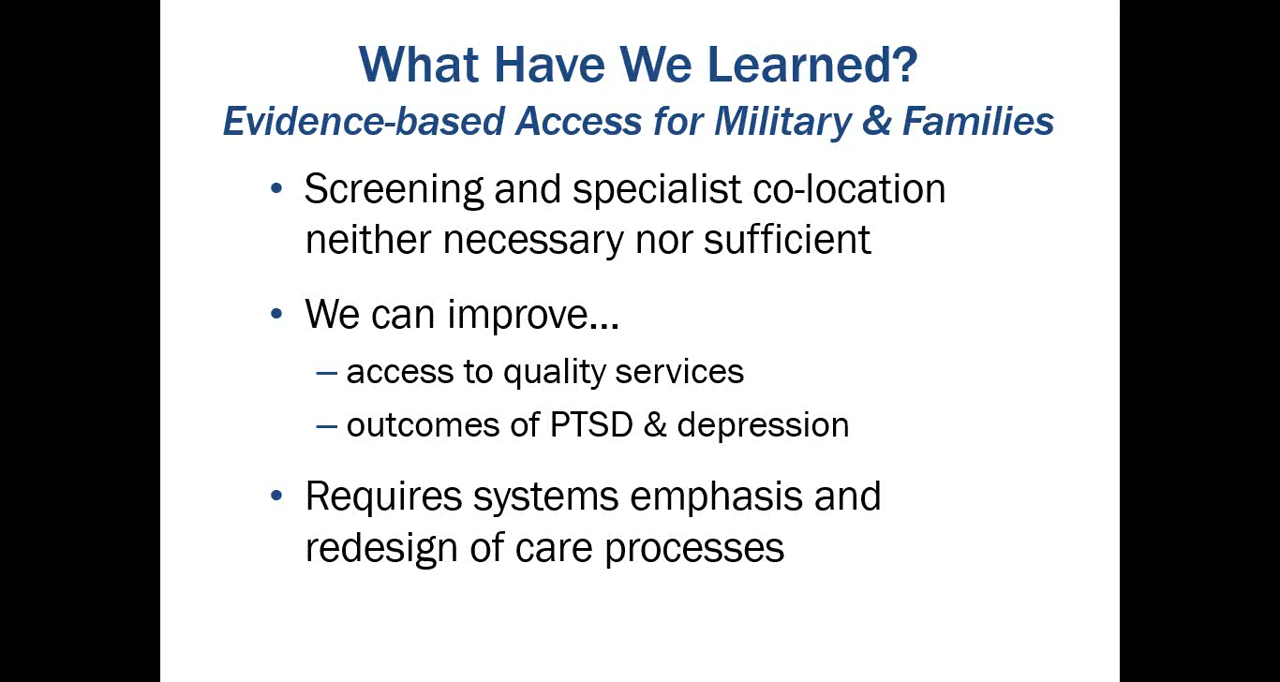 What Have We Learned?
Evidence-based Access for Military & Families
• Screening and specialist co-location
neither necessary nor sufficient
• We can improve...
– access to quality services
– outcomes of PTSD & depression
• Requires systems emphasis and
redesign of care processes